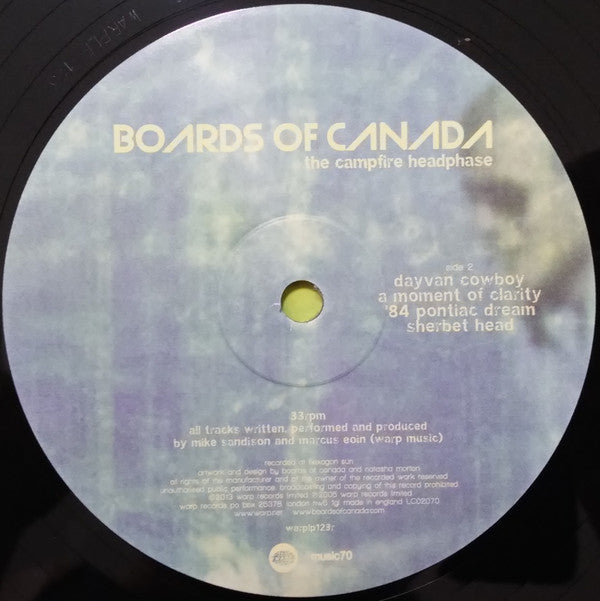 BOARDS OF CANADA
the campfire headphase
side 2
dayvan cowboy
a moment of clarity
'84 pontiac dream
sherbet head
33rpm
all tracks written, performed and produced
by mike sandison and marcus eoin (warp music)
recorded at hexagon sun
artwork and design by boards of canada and natasha morton
all rights of the manufacturer and of the owner of the recorded work reserved
unauthorised public performance, broadcasting and copying of this record prohibited
©2013 warp records limited ℗2005 warp records limited
warp records po box 25378 london nw5 1gl made in england LC02070
www.warp.net www.boardsofcanada.com
warplp123r
music70